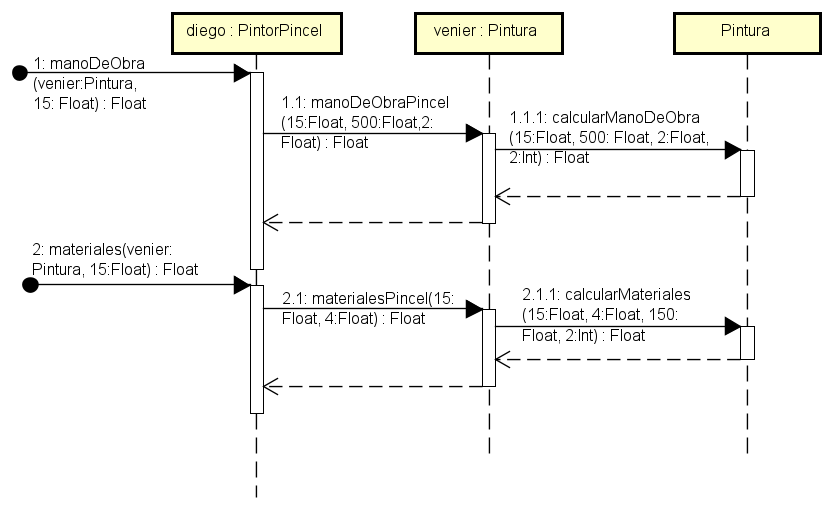 diego : PintorPincel
venier : Pintura
Pintura
1: manoDeObra
(venier:Pintura,
15: Float) : Float
1.1: manoDeObraPincel
(15:Float, 500:Float,2:
Float) : Float
1.1.1: calcularManoDeObra
(15:Float, 500: Float, 2:Float,
2:Int) : Float
2: materiales(venier:
Pintura, 15:Float) : Float
2.1: materialesPincel(15:
Float, 4:Float) : Float
2.1.1: calcularMateriales
(15:Float, 4:Float, 150:
Float, 2:Int) : Float